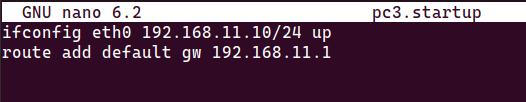 GNU nano 6.2 pc3.startup
ifconfig eth0 192.168.11.10/24 up
route add default gw 192.168.11.1